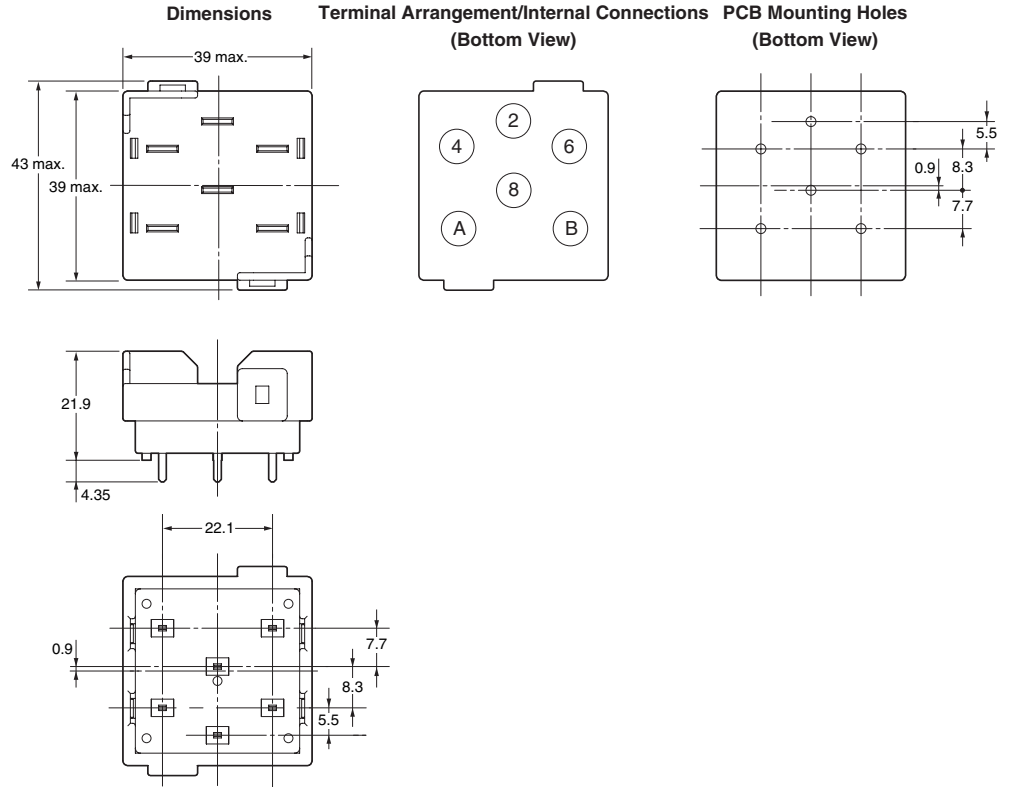 Dimensions
Terminal Arrangement/Internal Connections
(Bottom View)
PCB Mounting Holes
(Bottom View)
39 max.
43 max.
39 max.
2
4
6
8
A
B
5.5
0.9
8.3
7.7
21.9
4.35
22.1
0.9
7.7
8.3
5.5